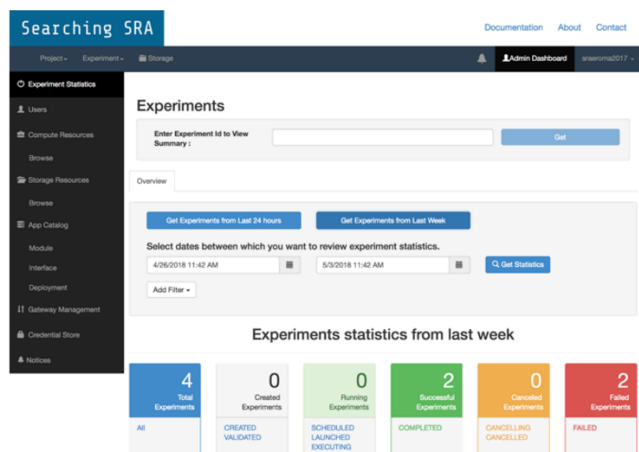 Searching SRA
Documentation About Contact
Project Experiment Storage
Admin Dashboard sraeroma2017
Experiment Statistics
Users
Compute Resources
Browse
Storage Resources
Browse
App Catalog
Module
Interface
Deployment
Gateway Management
Credential Store
Notices
Experiments
Enter Experiment Id to View
Summary :
Get
Overview
Get Experiments from Last 24 hours
Get Experiments from Last Week
Select dates between which you want to review experiment statistics.
4/26/2018 11:42 AM
5/3/2018 11:42 AM
Get Statistics
Add Filter
Experiments statistics from last week
4
Total
Experiments
All
0
Created
Experiments
CREATED
VALIDATED
0
Running
Experiments
SCHEDULED
LAUNCHED
EXECUTING
2
Successful
Experiments
COMPLETED
0
Canceled
Experiments
CANCELLING
CANCELLED
2
Failed
Experiments
FAILED